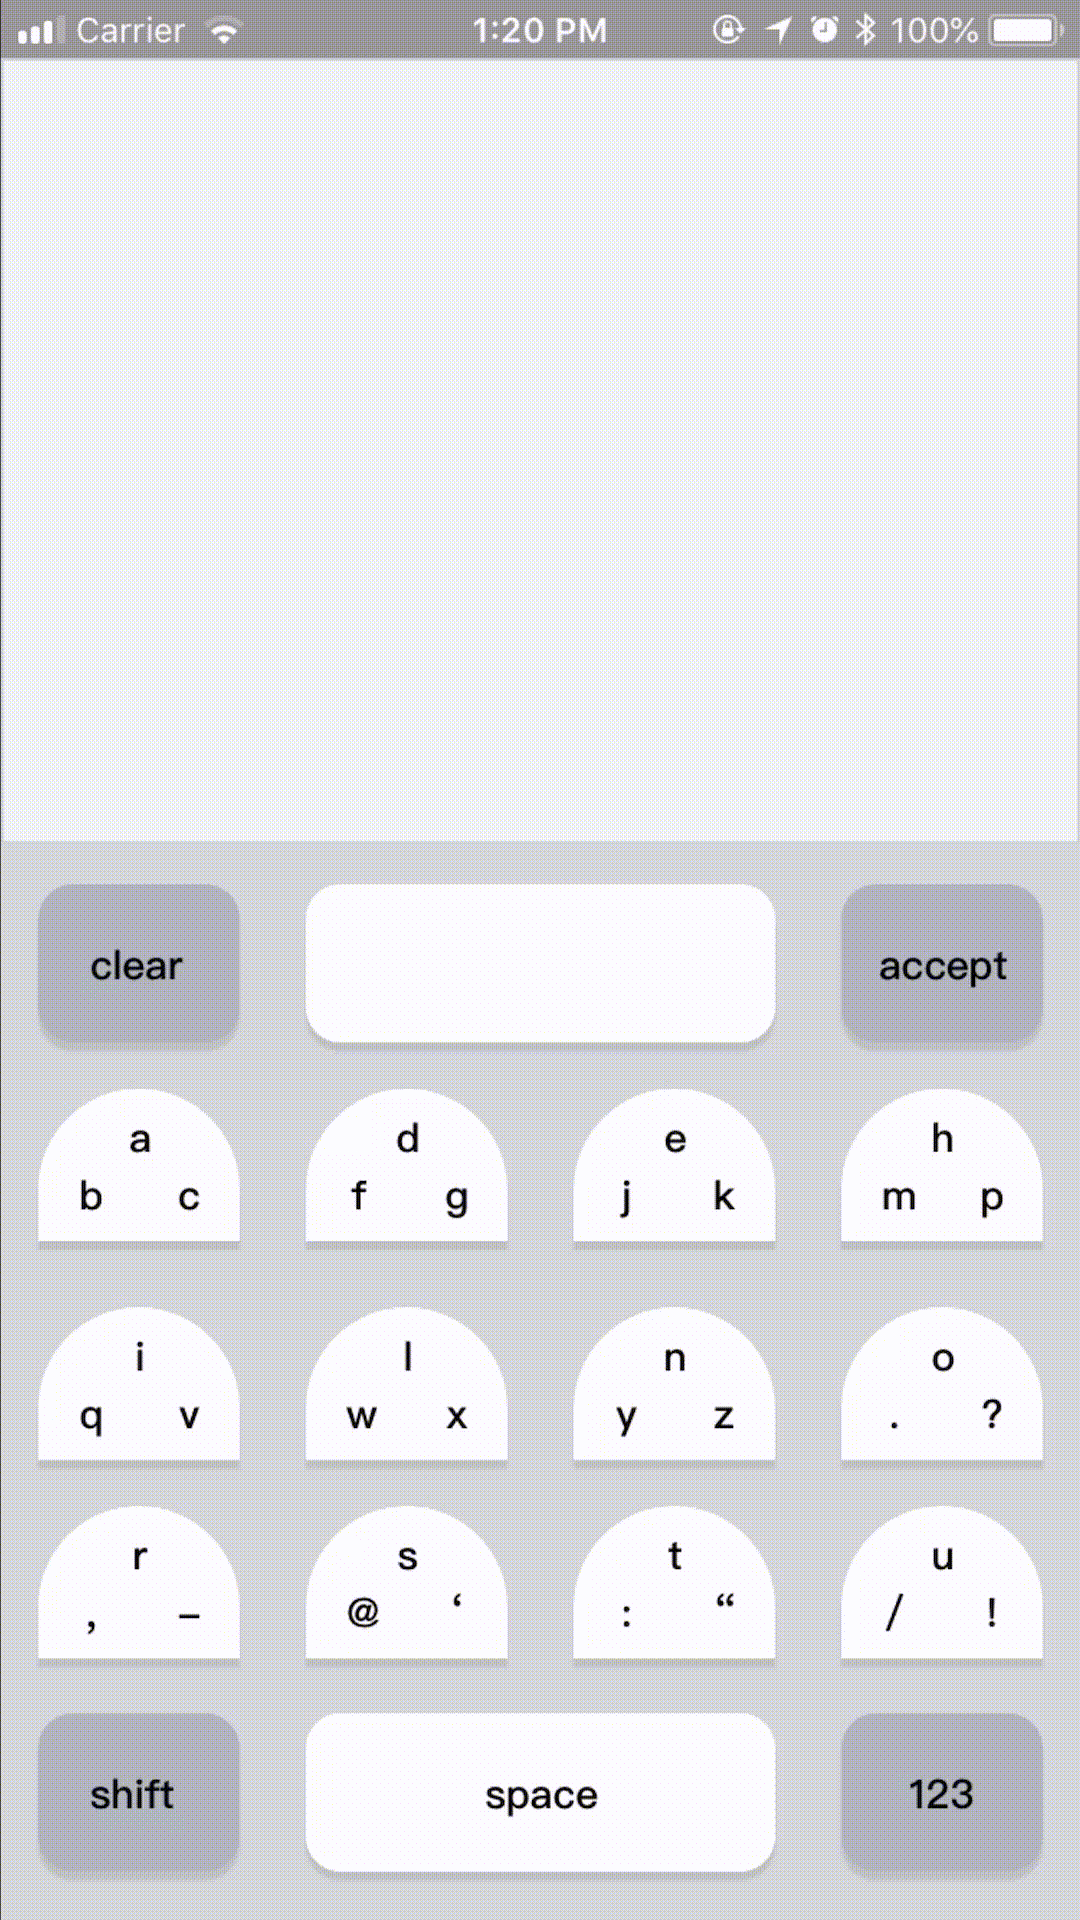 Carrier 1:20 PM 100%
clear accept
a d e h
b c f g j k m p
i l n o
q v w x y z . ?
r s t u
, – @ ‘ : “ / !
shift space 123